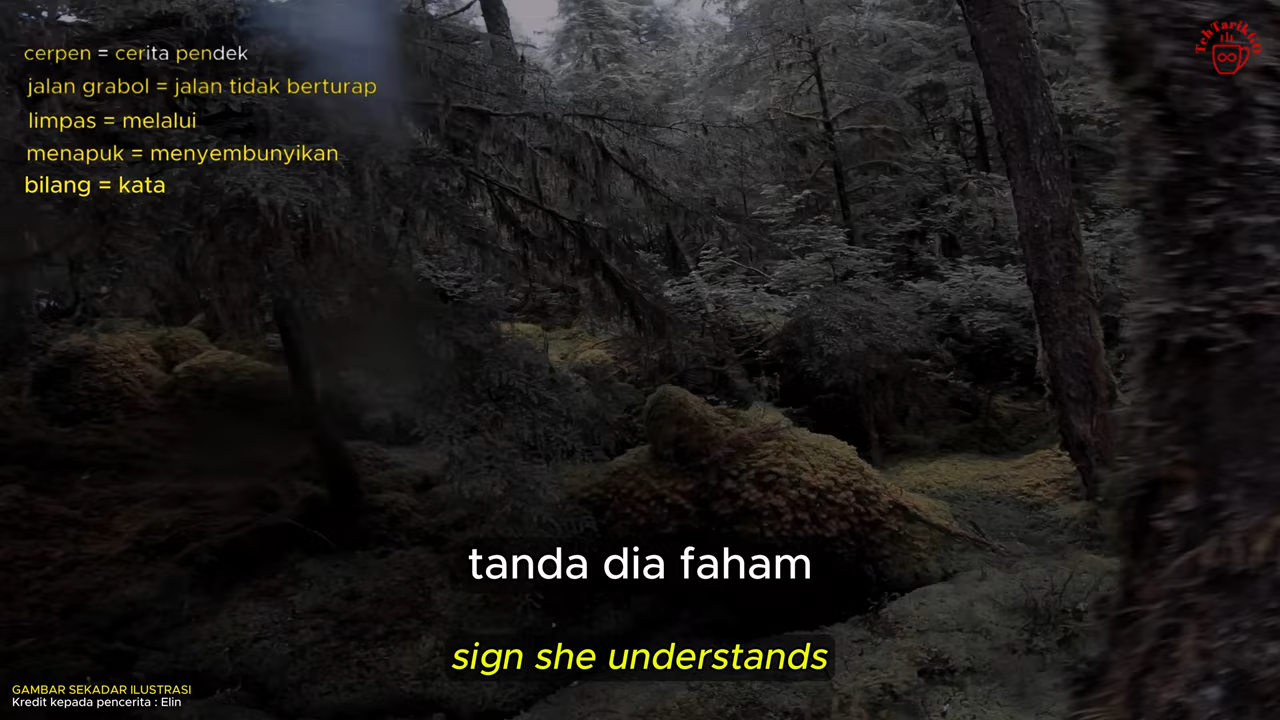 cerpen = cerita pendek
jalan grabol = jalan tidak berturap
limpas = melalui
menapuk = menyembunyikan
bilang = kata
TehTarikGO
tanda dia faham
sign she understands
GAMBAR SEKADAR ILUSTRASI
Kredit kepada pencerita : Elin